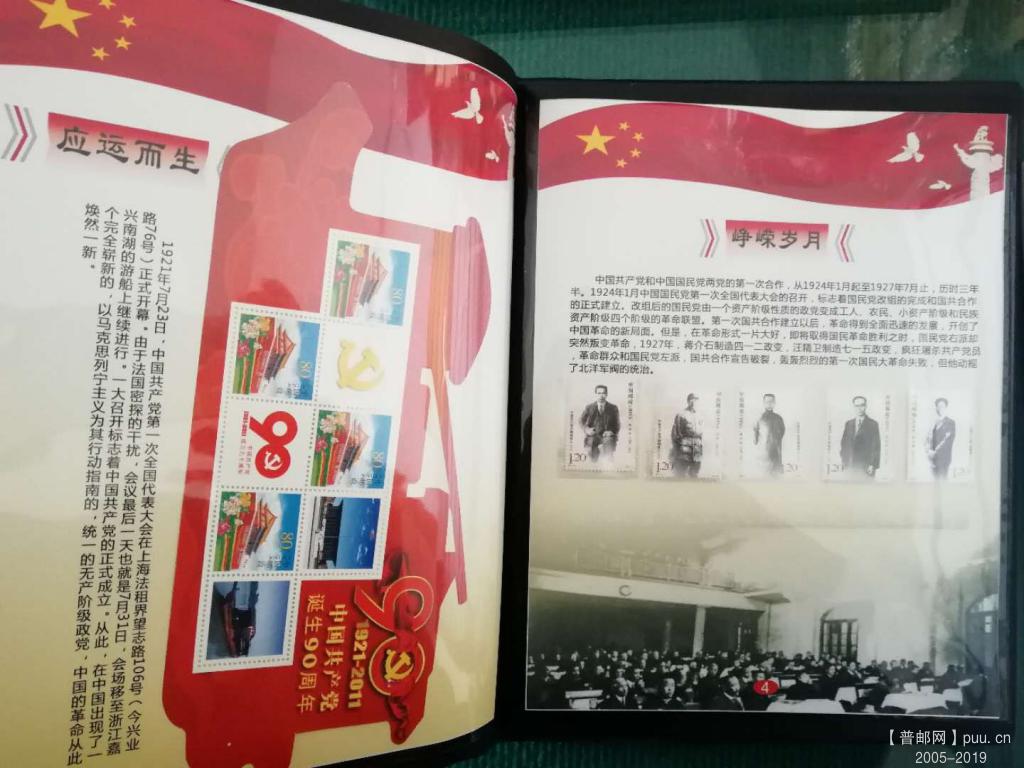 应运而生
1921年7月23日，中国共产党第一次全国代表大会在上海法租界望志路106号（今兴业
路76号）正式开幕。由于法国密探的干扰，会议最后一天也就是7月31日，会场移至浙江嘉
兴南湖的游船上继续进行。一大召开标志着中国共产党的正式成立。从此，在中国出现了一
个完全崭新的，以马克思列宁主义为其行动指南的，统一的无产阶级政党，中国的革命从此
焕然一新。
80
80
80
80
90
1921-2011
中国共产党
诞生90周年
峥嵘岁月
中国共产党和中国国民党两党的第一次合作，从1924年1月起至1927年7月止，历时三年
半。1924年1月中国国民党第一次全国代表大会的召开，标志着国民党改组的完成和国共合作
的正式建立。改组后的国民党由一个资产阶级性质的政党变成工人、农民、小资产阶级和民族
资产阶级四个阶级的革命联盟。第一次国共合作建立以后，革命得到全面迅速的发展，开创了
中国革命的新局面。但是，在革命形式一片大好，即将取得国民革命胜利之时，国民党右派却
突然叛变革命，1927年，蒋介石制造四一二政变，汪精卫制造七一五政变，疯狂屠杀共产党员
，革命群众和国民党左派，国共合作宣告破裂，轰轰烈烈的第一次国民大革命失败，但他动摇
了北洋军阀的统治。
1.20
1.20
1.20
1.20
1.20
4
【普邮网】puu.cn
2005-2019